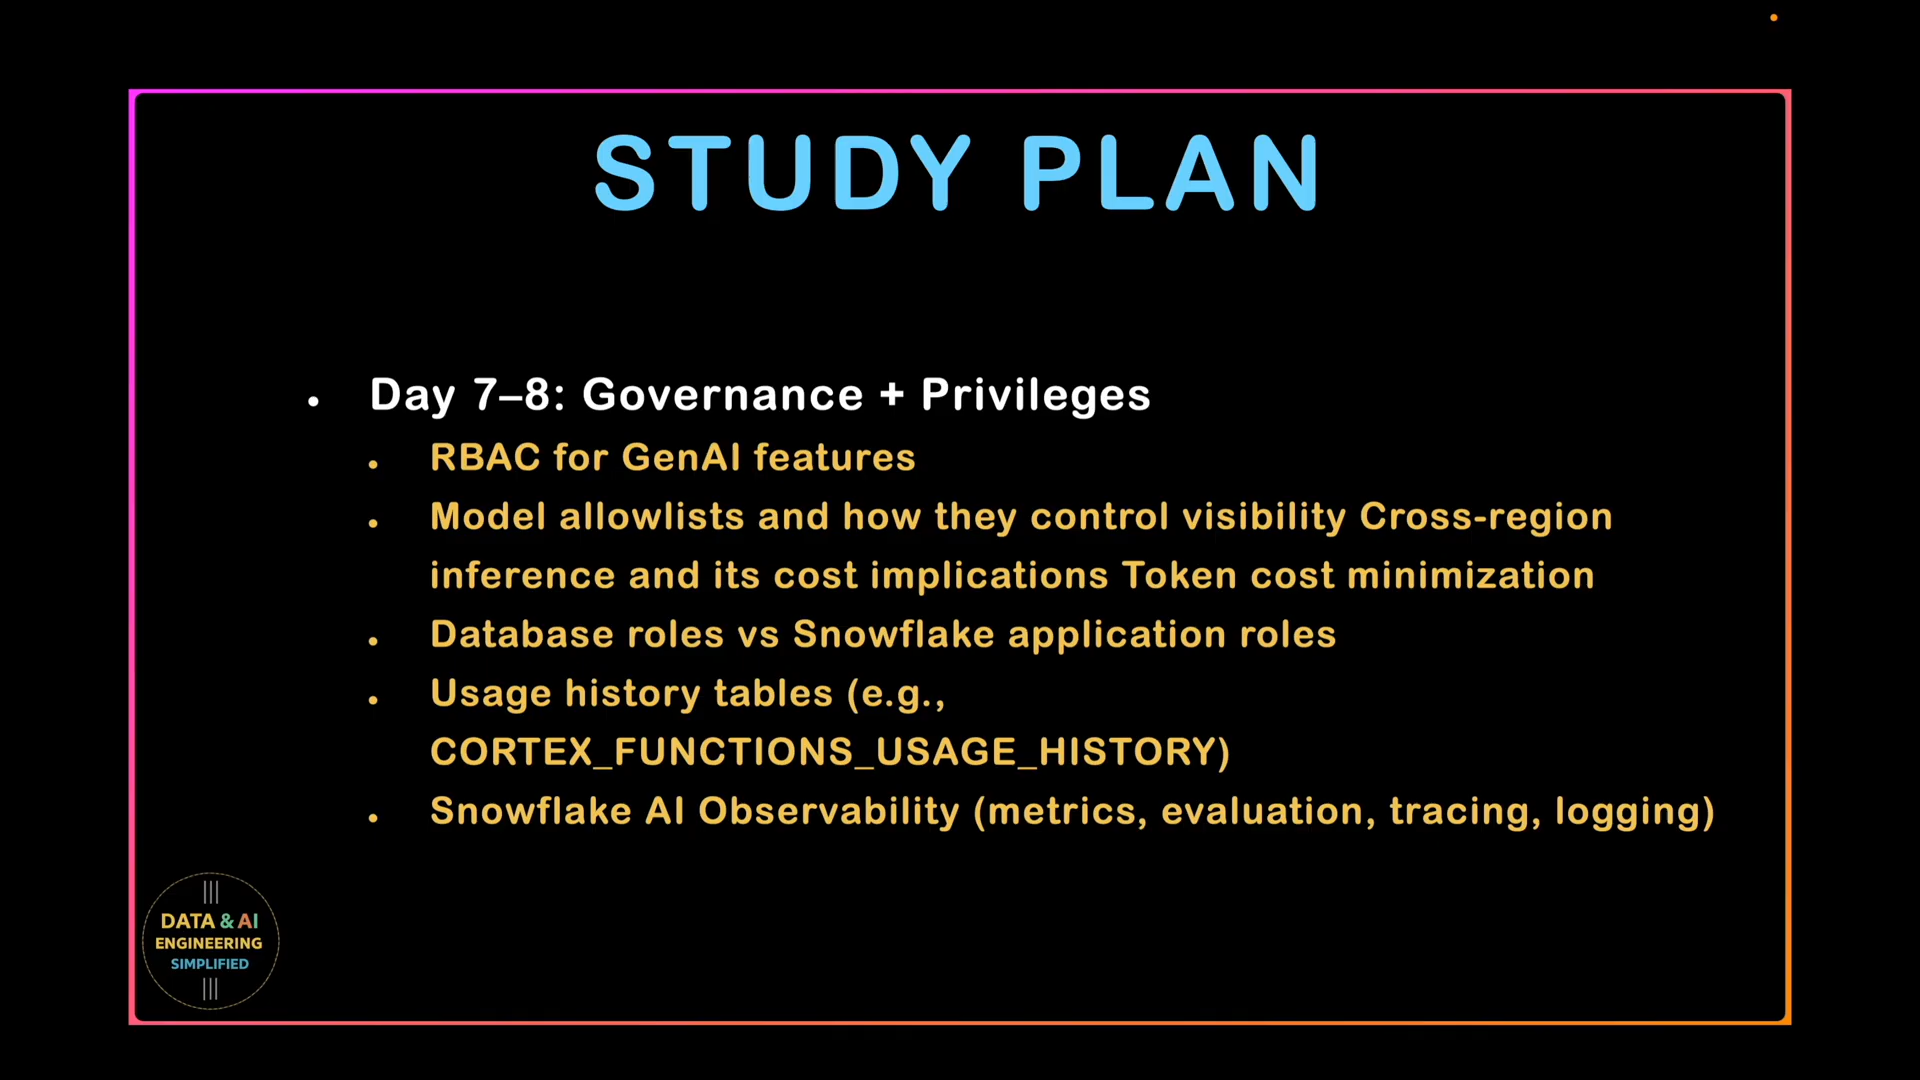 STUDY PLAN
Day 7–8: Governance + Privileges
RBAC for GenAI features
Model allowlists and how they control visibility Cross-region
inference and its cost implications Token cost minimization
Database roles vs Snowflake application roles
Usage history tables (e.g.,
CORTEX_FUNCTIONS_USAGE_HISTORY)
Snowflake AI Observability (metrics, evaluation, tracing, logging)
DATA & AI
ENGINEERING
SIMPLIFIED